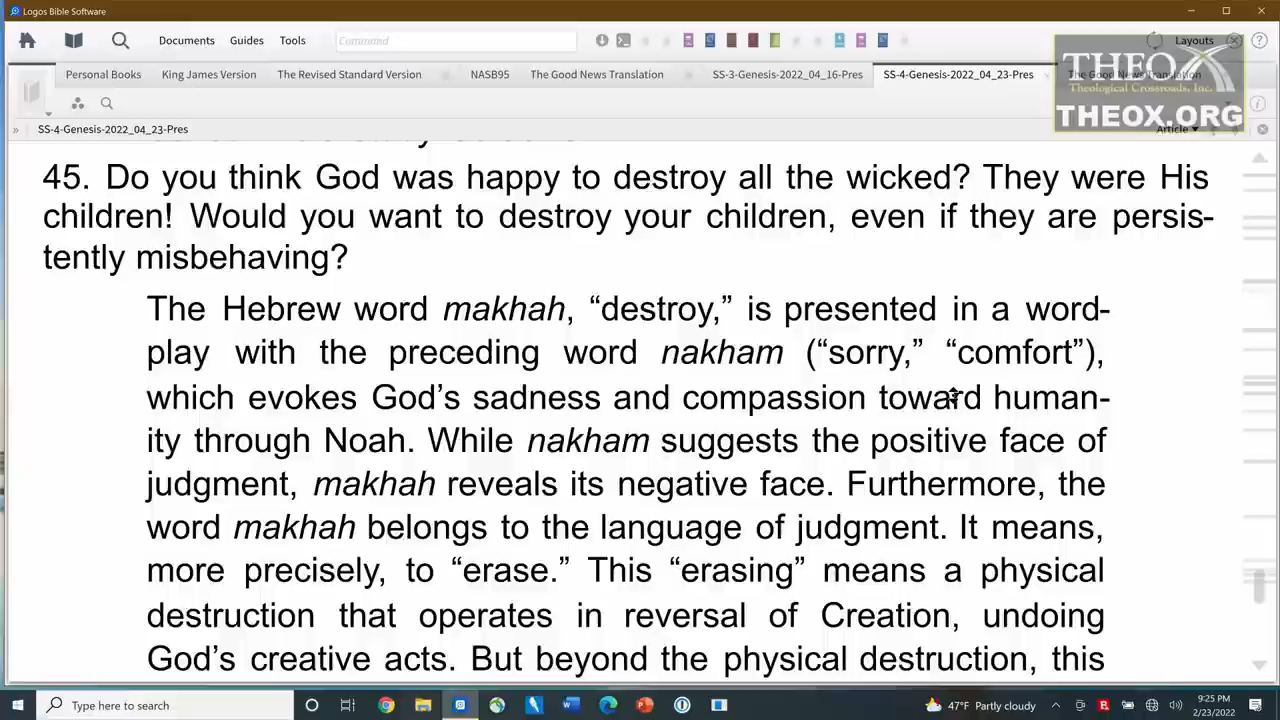 Logos Bible Software
Documents Guides Tools Command Layouts
THEOX
Theological Crossroads, Inc.
THEOX.ORG
Personal Books King James Version The Revised Standard Version NASB95 The Good News Translation SS-3-Genesis-2022_04_16-Pres SS-4-Genesis-2022_04_23-Pres The Good News Translation
SS-4-Genesis-2022_04_23-Pres Article
45. Do you think God was happy to destroy all the wicked? They were His
children! Would you want to destroy your children, even if they are persis-
tently misbehaving?
The Hebrew word makhah, “destroy,” is presented in a word-
play with the preceding word nakham (“sorry,” “comfort”),
which evokes God’s sadness and compassion toward human-
ity through Noah. While nakham suggests the positive face of
judgment, makhah reveals its negative face. Furthermore, the
word makhah belongs to the language of judgment. It means,
more precisely, to “erase.” This “erasing” means a physical
destruction that operates in reversal of Creation, undoing
God’s creative acts. But beyond the physical destruction, this
Type here to search 47°F Partly cloudy 9:25 PM
2/23/2022